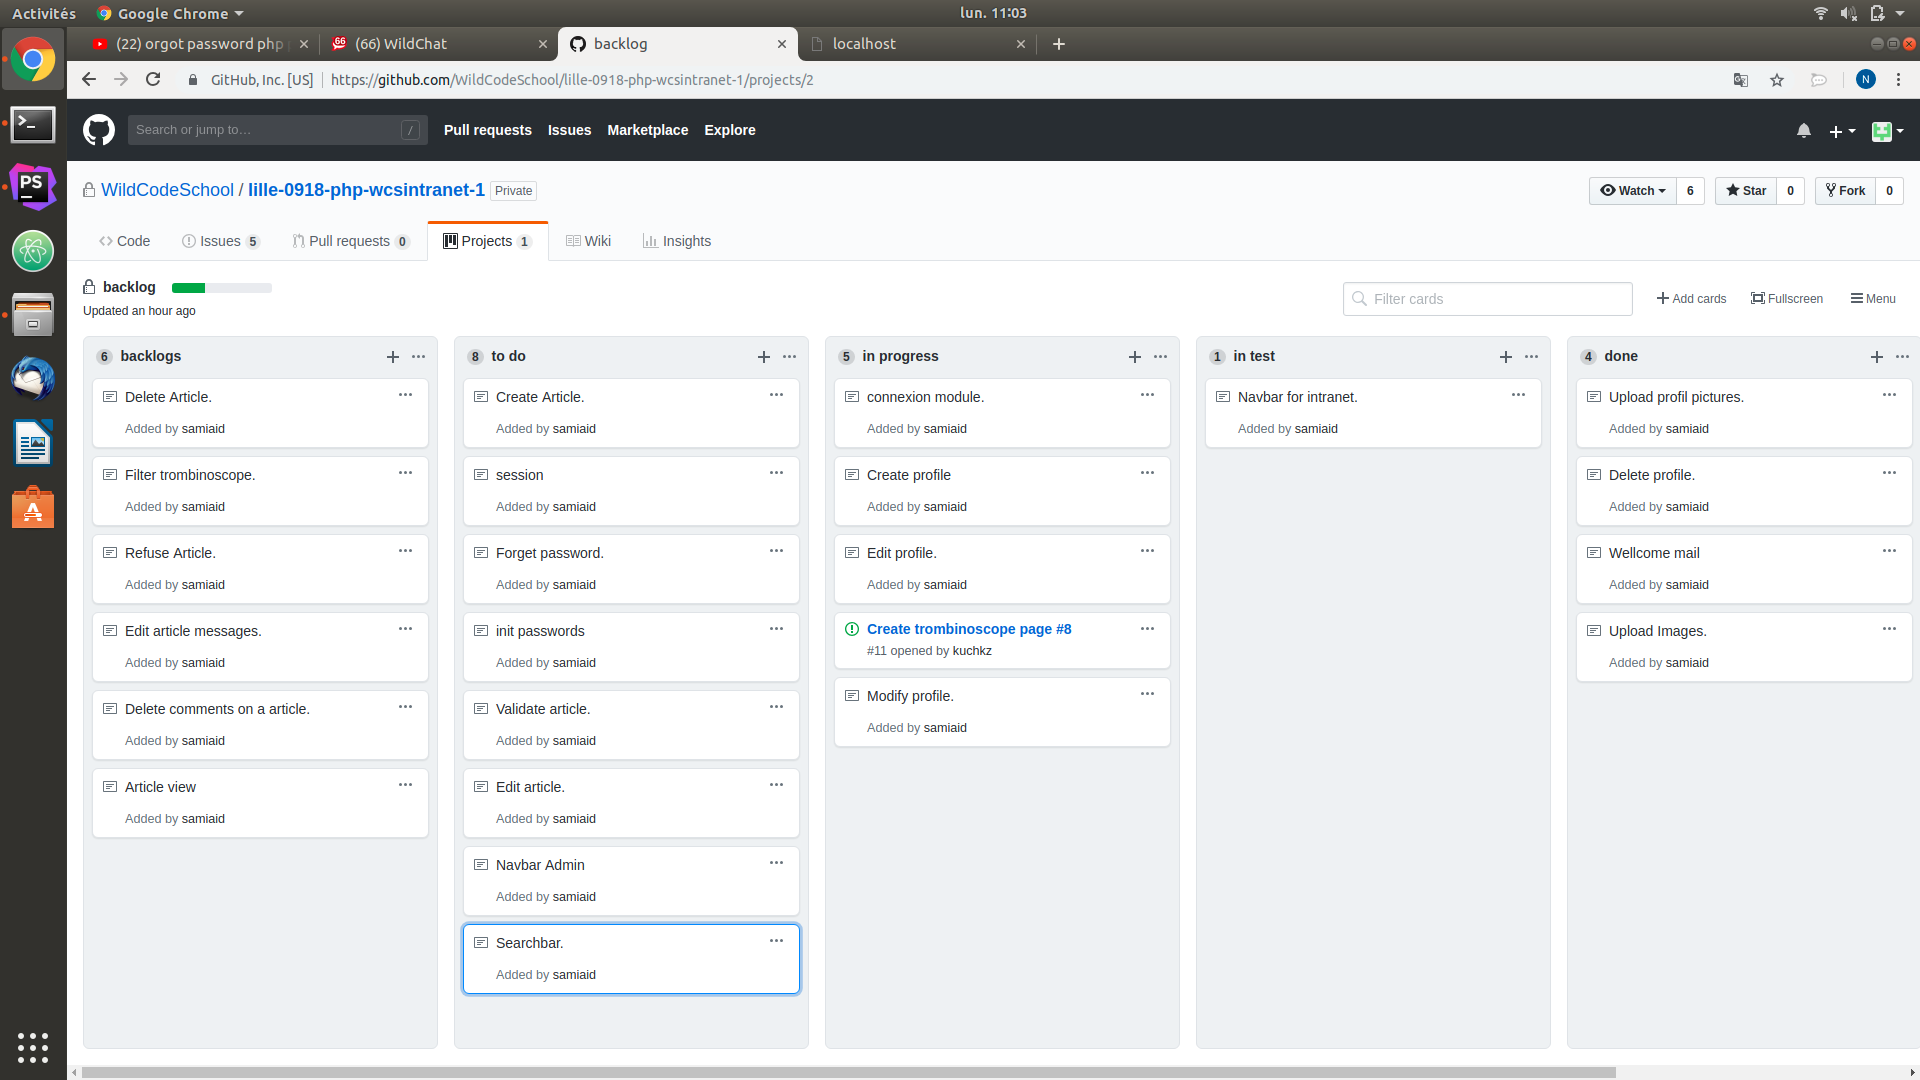 Activités
Google Chrome
lun. 11:03
(22) orgot password php
(66) WildChat
backlog
localhost
GitHub, Inc. [US]
https://github.com/WildCodeSchool/lille-0918-php-wcsintranet-1/projects/2
N
Search or jump to…
/
Pull requests
Issues
Marketplace
Explore
WildCodeSchool / lille-0918-php-wcsintranet-1
Private
Watch 6
Star 0
Fork 0
Code
Issues 5
Pull requests 0
Projects 1
Wiki
Insights
backlog
Updated an hour ago
Filter cards
Add cards
Fullscreen
Menu
6 backlogs
Delete Article.
Added by samiaid
Filter trombinoscope.
Added by samiaid
Refuse Article.
Added by samiaid
Edit article messages.
Added by samiaid
Delete comments on a article.
Added by samiaid
Article view
Added by samiaid
8 to do
Create Article.
Added by samiaid
session
Added by samiaid
Forget password.
Added by samiaid
init passwords
Added by samiaid
Validate article.
Added by samiaid
Edit article.
Added by samiaid
Navbar Admin
Added by samiaid
Searchbar.
Added by samiaid
5 in progress
connexion module.
Added by samiaid
Create profile
Added by samiaid
Edit profile.
Added by samiaid
Create trombinoscope page #8
#11 opened by kuchkz
Modify profile.
Added by samiaid
1 in test
Navbar for intranet.
Added by samiaid
4 done
Upload profil pictures.
Added by samiaid
Delete profile.
Added by samiaid
Wellcome mail
Added by samiaid
Upload Images.
Added by samiaid
PS
66